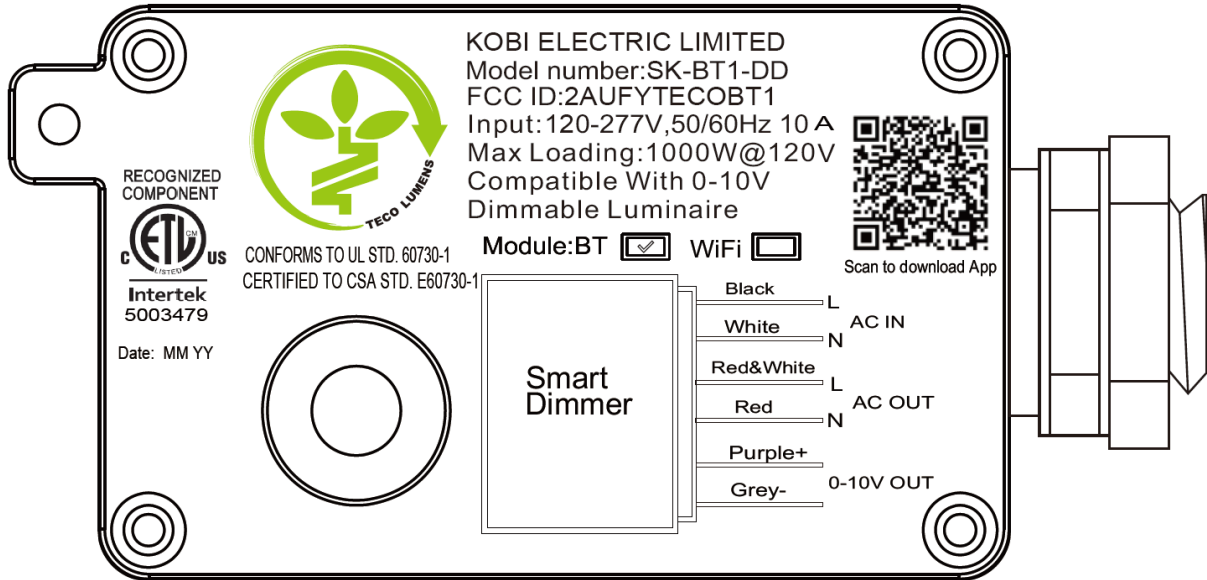 KOBI ELECTRIC LIMITED
Model number:SK-BT1-DD
FCC ID:2AUFYTECOBT1
Input:120-277V,50/60Hz 10 A
Max Loading:1000W@120V
Compatible With 0-10V
Dimmable Luminaire
Module:BT WiFi
TECO LUMENS
RECOGNIZED
COMPONENT
C ETL CM US
LISTED
Intertek
5003479
Date: MM YY
CONFORMS TO UL STD. 60730-1
CERTIFIED TO CSA STD. E60730-1
Scan to download App
Smart
Dimmer
Black L
AC IN
White N
Red&White L
AC OUT
Red N
Purple+
0-10V OUT
Grey-